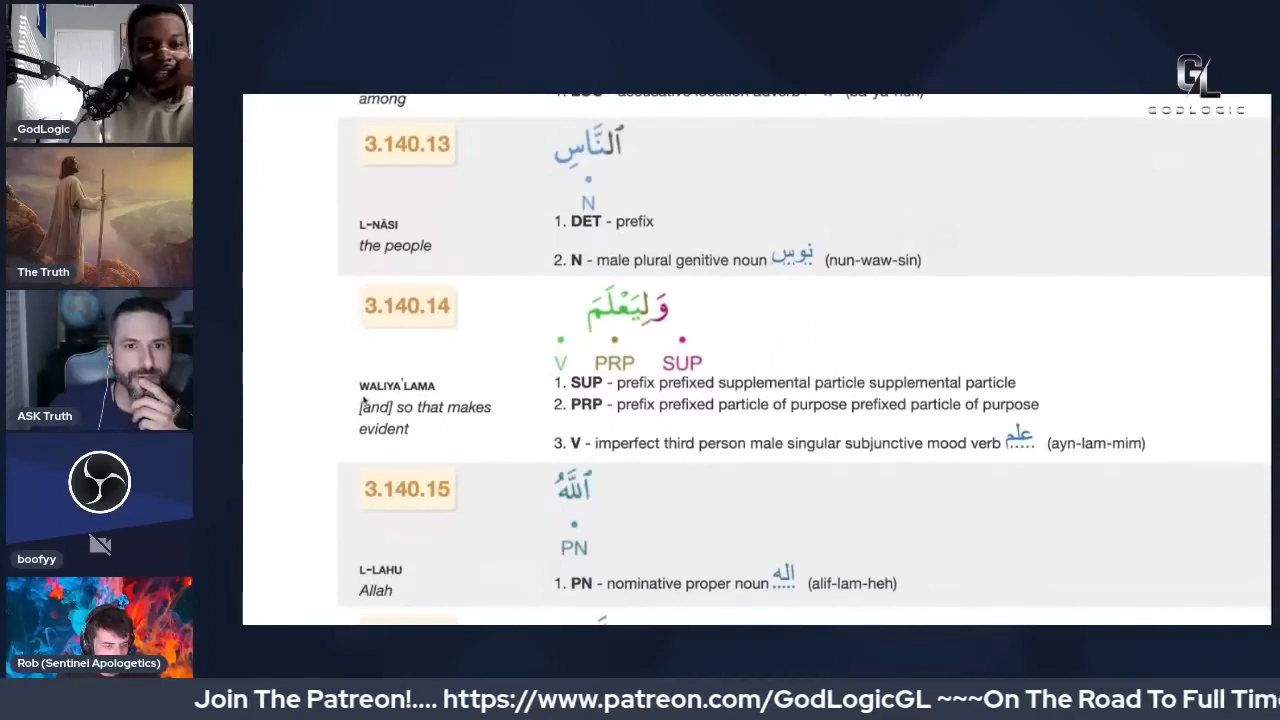 GodLogic
The Truth
ASK Truth
boofyy
Rob (Sentinel Apologetics)
GL
GODLOGIC
among
3.140.13
ٱلنَّاسِ
N
L-NĀSI
the people
1. DET - prefix
2. N - male plural genitive noun نوس (nun-waw-sin)
3.140.14
وَلِيَعْلَمَ
V PRP SUP
WALIYAʿLAMA
[and] so that makes
evident
1. SUP - prefix prefixed supplemental particle supplemental particle
2. PRP - prefix prefixed particle of purpose prefixed particle of purpose
3. V - imperfect third person male singular subjunctive mood verb علم (ayn-lam-mim)
3.140.15
ٱللَّهُ
PN
L-LAHU
Allah
1. PN - nominative proper noun اله (alif-lam-heh)
Join The Patreon!.... https://www.patreon.com/GodLogicGL ~~~On The Road To Full Time